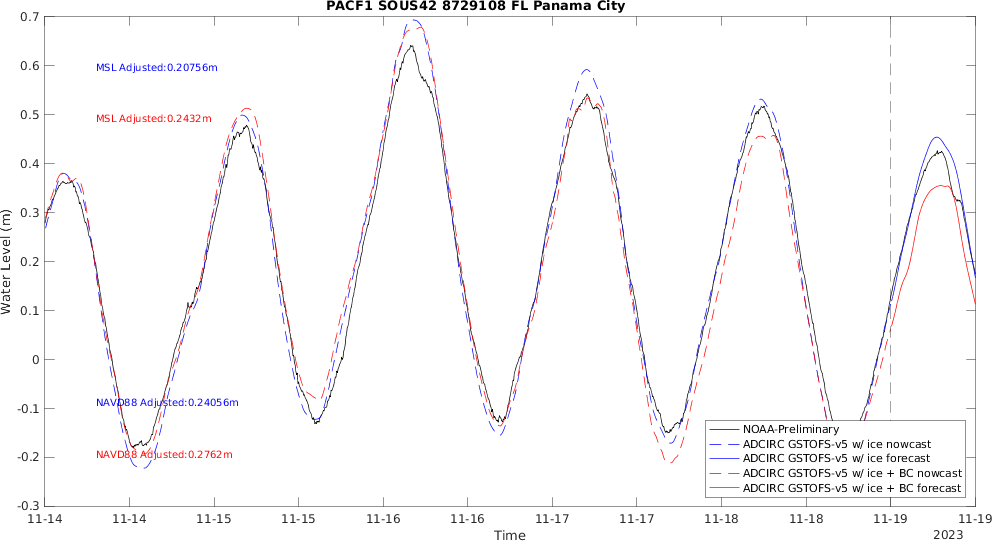 PACF1 SOUS42 8729108 FL Panama City
0.7
0.6
0.5
0.4
0.3
0.2
0.1
0
-0.1
-0.2
-0.3
Water Level (m)
MSL Adjusted:0.20756m
MSL Adjusted:0.2432m
NAVD88 Adjusted:0.24056m
NAVD88 Adjusted:0.2762m
NOAA-Preliminary
ADCIRC GSTOFS-v5 w/ ice nowcast
ADCIRC GSTOFS-v5 w/ ice forecast
ADCIRC GSTOFS-v5 w/ ice + BC nowcast
ADCIRC GSTOFS-v5 w/ ice + BC forecast
11-14 11-14 11-15 11-15 11-16 11-16 11-17 11-17 11-18 11-18 11-19 11-19
Time
2023